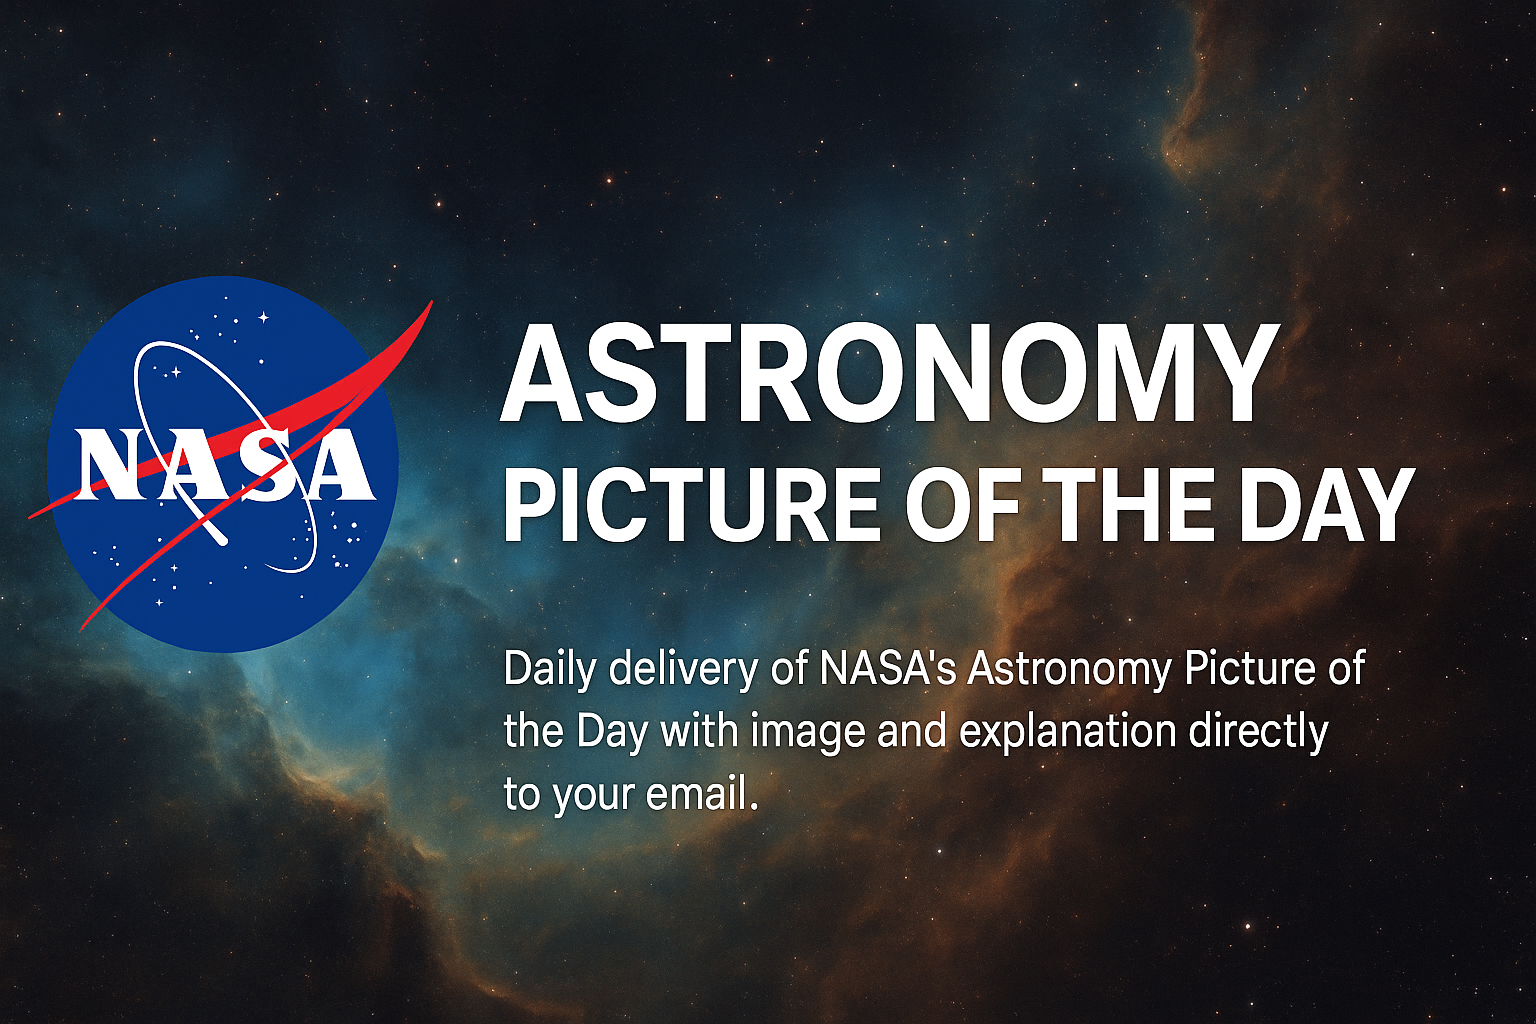 NASA
ASTRONOMY
PICTURE OF THE DAY
Daily delivery of NASA's Astronomy Picture of
the Day with image and explanation directly
to your email.